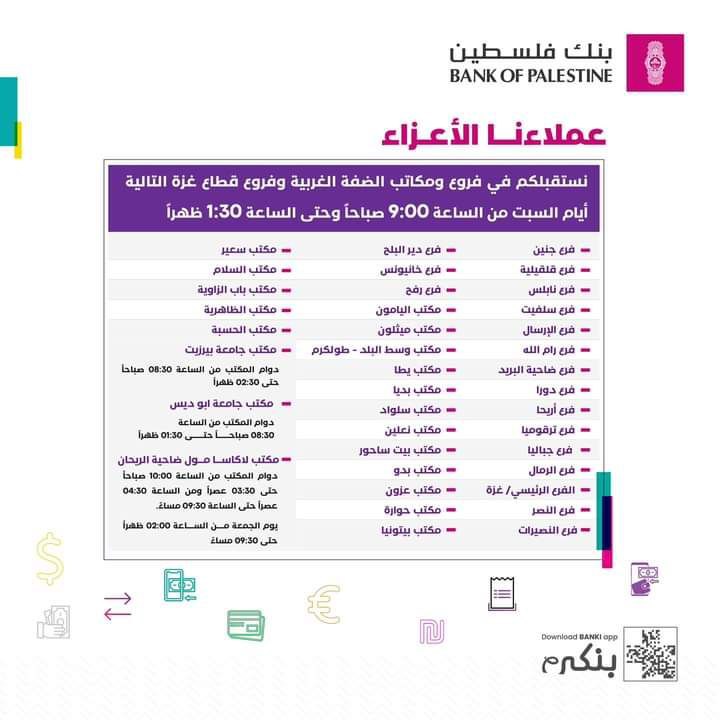 بنك فلسطين
BANK OF PALESTINE
عملاءنا الأعزاء
نستقبلكم في فروع ومكاتب الضفة الغربية وفروع قطاع غزة التالية
أيام السبت من الساعة 9:00 صباحاً وحتى الساعة 1:30 ظهراً
فرع جنين
فرع قلقيلية
فرع نابلس
فرع سلفيت
فرع الإرسال
فرع رام الله
فرع ضاحية البريد
فرع دورا
فرع أريحا
فرع ترقوميا
فرع جباليا
فرع الرمال
الفرع الرئيسي/ غزة
فرع النصر
فرع النصيرات
فرع دير البلح
فرع خانيونس
فرع رفح
مكتب اليامون
مكتب ميثلون
مكتب وسط البلد - طولكرم
مكتب يطا
مكتب بديا
مكتب سلواد
مكتب نعلين
مكتب بيت ساحور
مكتب بدو
مكتب عزون
مكتب حوارة
مكتب بيتونيا
مكتب سعير
مكتب السلام
مكتب باب الزاوية
مكتب الظاهرية
مكتب الحسبة
مكتب جامعة بيرزيت
دوام المكتب من الساعة 08:30 صباحاً
حتى 02:30 ظهراً
مكتب جامعة ابو ديس
دوام المكتب من الساعة
08:30 صباحاً حتى 01:30 ظهراً
مكتب لاكاسا مول ضاحية الريحان
دوام المكتب من الساعة 10:00 صباحاً
حتى 03:30 عصراً ومن الساعة 04:30
عصراً حتى الساعة 09:30 مساءً.
يوم الجمعة من الساعة 02:00 ظهراً
حتى 09:30 مساءً
Download BANKI app
بنكي